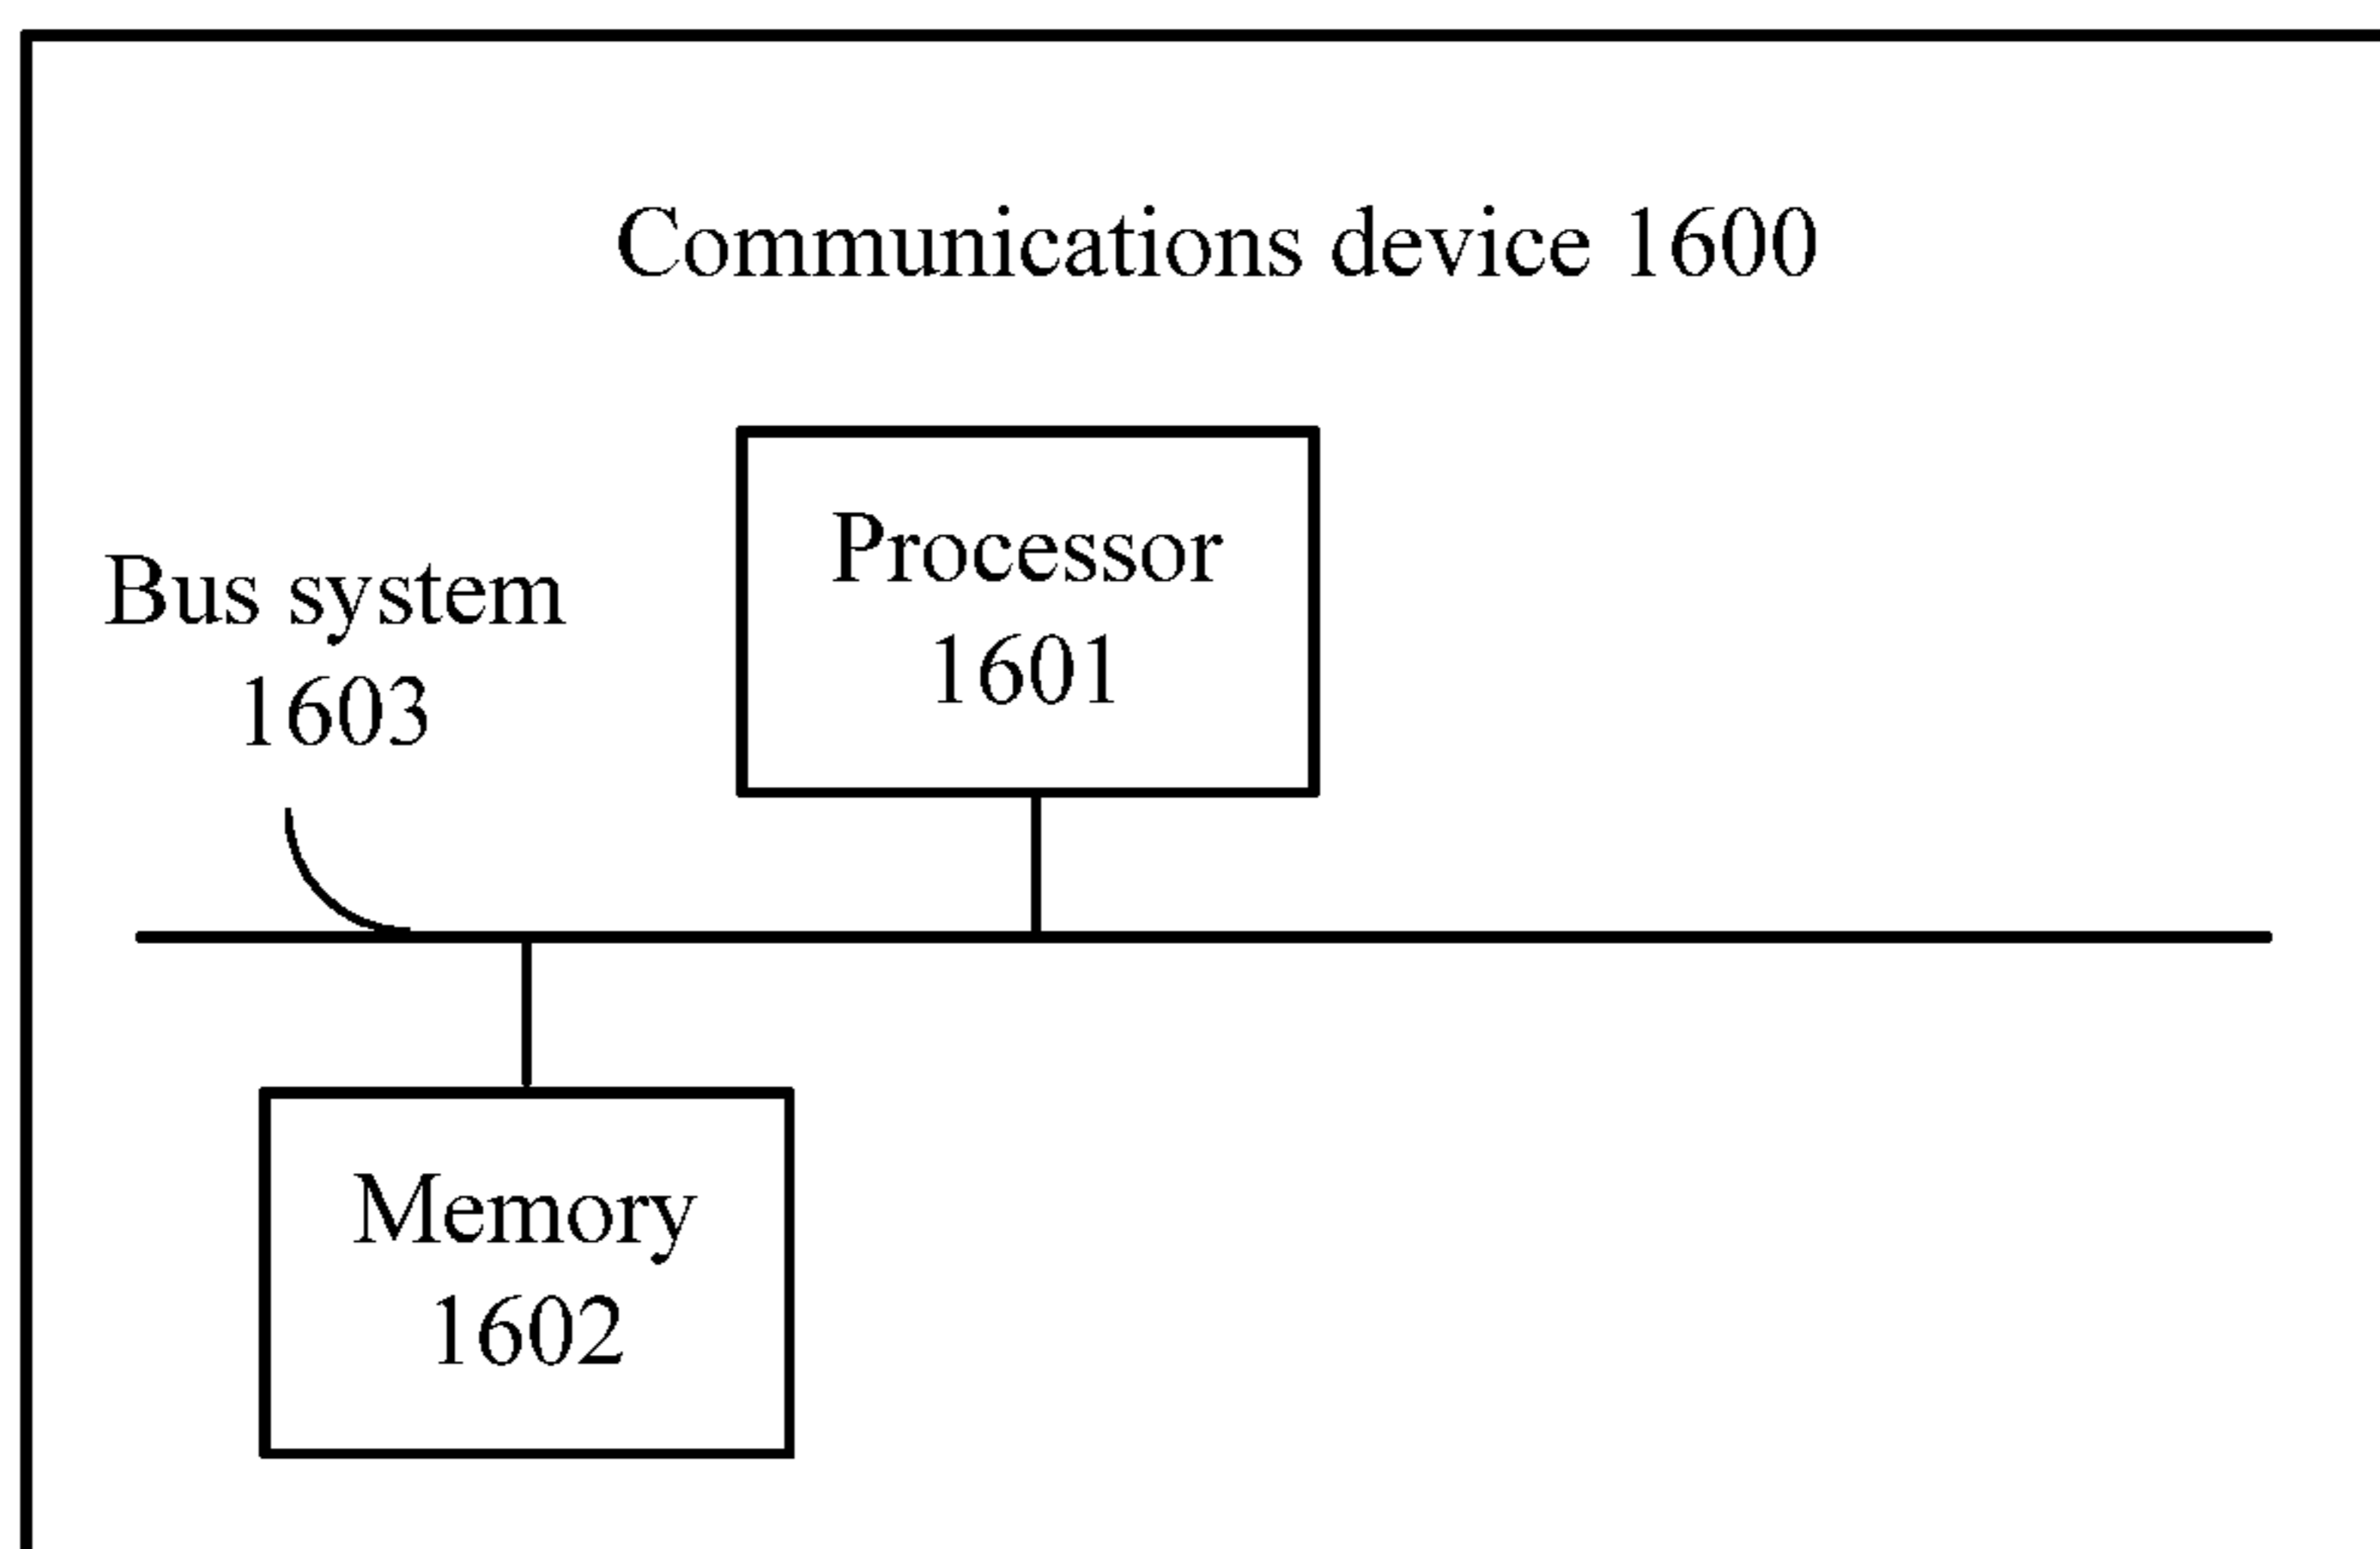 Communications device 1600
Processor
1601
Bus system
1603
Memory
1602